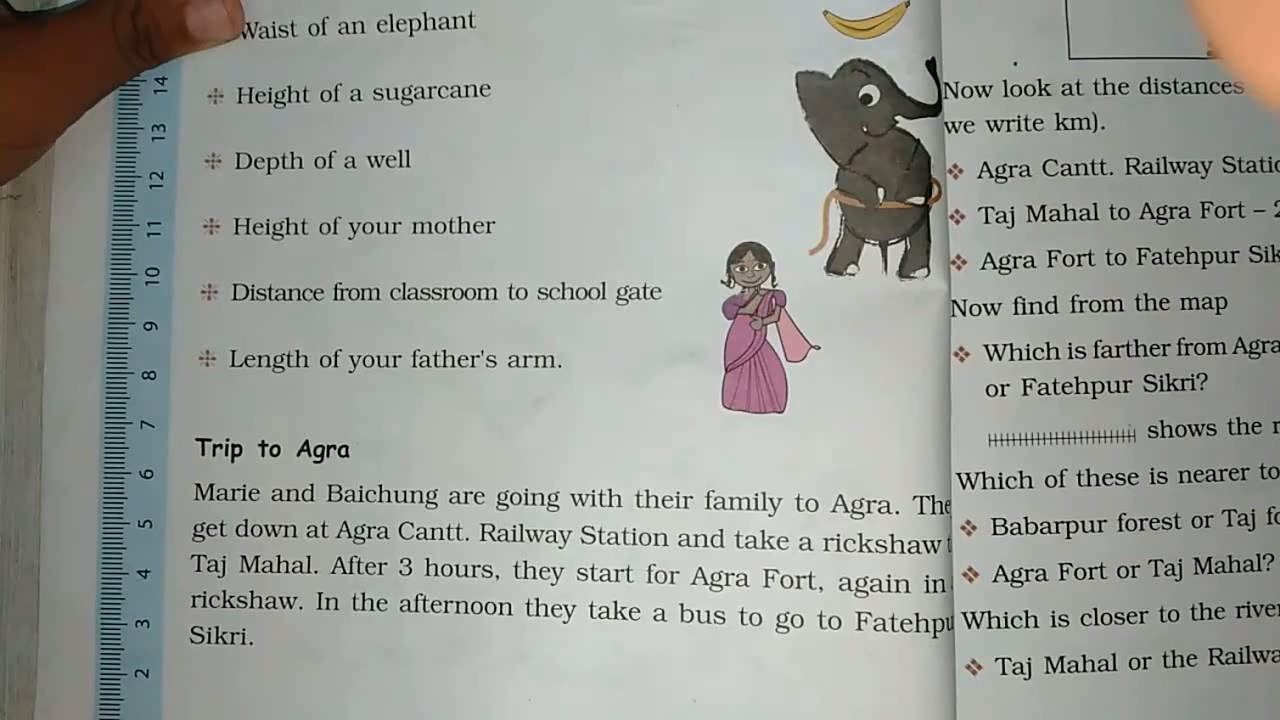 Waist of an elephant
Height of a sugarcane
Depth of a well
Height of your mother
Distance from classroom to school gate
Length of your father's arm.
Trip to Agra
Marie and Baichung are going with their family to Agra. The
get down at Agra Cantt. Railway Station and take a rickshaw
Taj Mahal. After 3 hours, they start for Agra Fort, again in
rickshaw. In the afternoon they take a bus to go to Fatehpu
Sikri.
14
13
12
11
10
9
8
7
6
5
4
3
2
Now look at the distances
we write km).
Agra Cantt. Railway Static
Taj Mahal to Agra Fort – 2
Agra Fort to Fatehpur Sik
Now find from the map
Which is farther from Agra
or Fatehpur Sikri?
shows the r
Which of these is nearer to
Babarpur forest or Taj fo
Agra Fort or Taj Mahal?
Which is closer to the river
Taj Mahal or the Railwa